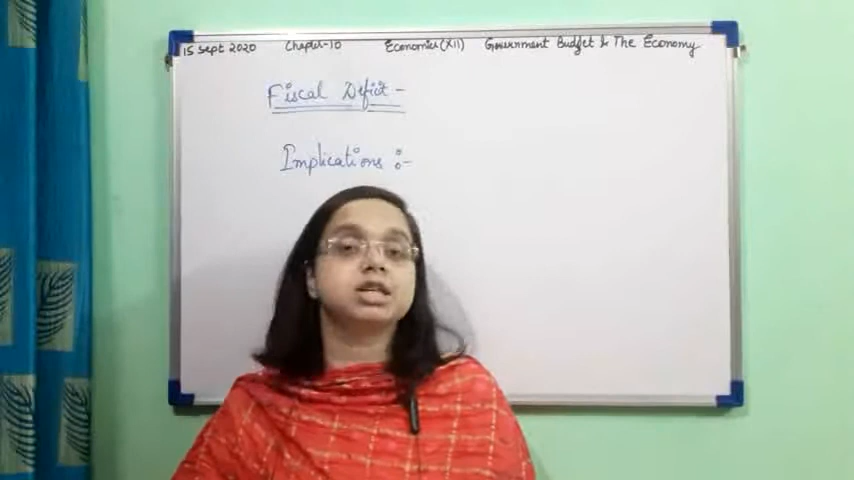 15 Sept 2020 Chapter-10 Economics (XII) Government Budget & The Economy
Fiscal Deficit -
Implications :-